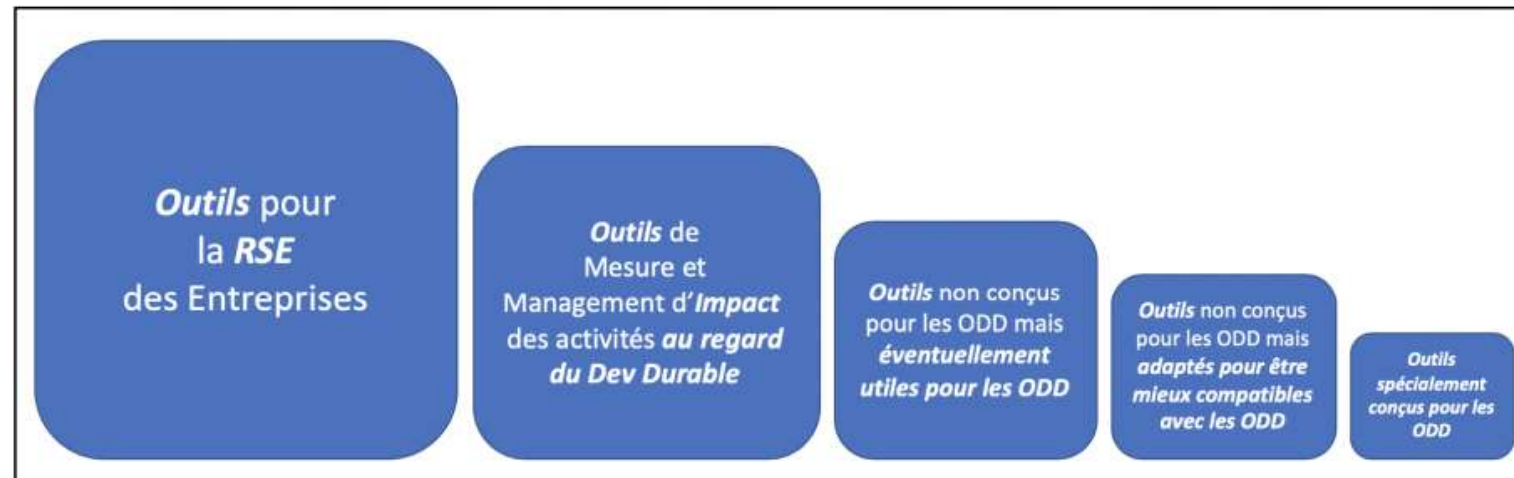 Outils pour
la RSE
des Entreprises
Outils de
Mesure et
Management d'Impact
des activités au regard
du Dev Durable
Outils non conçus
pour les ODD mais
éventuellement
utiles pour les ODD
Outils non conçus
pour les ODD mais
adaptés pour être
mieux compatibles
avec les ODD
Outils
spécialement
conçus pour les
ODD